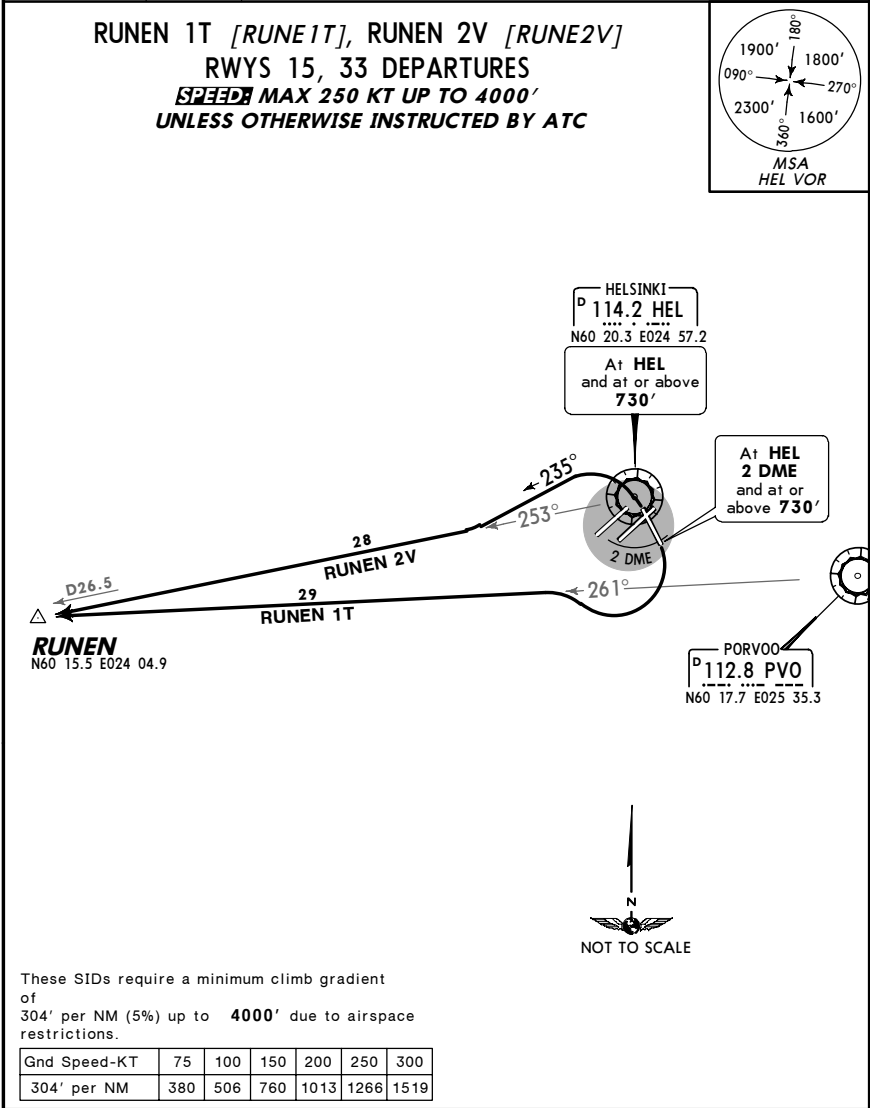 RUNEN 1T [RUNE1T], RUNEN 2V [RUNE2V]
RWYS 15, 33 DEPARTURES
SPEED: MAX 250 KT UP TO 4000'
UNLESS OTHERWISE INSTRUCTED BY ATC
180°
1900'
1800'
090°
270°
2300'
1600'
360°
MSA
HEL VOR
HELSINKI
D 114.2 HEL
N60 20.3 E024 57.2
At HEL
and at or above
730'
At HEL
2 DME
and at or
above 730'
235°
253°
2 DME
28
RUNEN 2V
D26.5
29
RUNEN 1T
261°
RUNEN
N60 15.5 E024 04.9
PORVOO
D 112.8 PVO
N60 17.7 E025 35.3
N
NOT TO SCALE
These SIDs require a minimum climb gradient
of
304' per NM (5%) up to 4000' due to airspace
restrictions.
Gnd Speed-KT 75 100 150 200 250 300
304' per NM 380 506 760 1013 1266 1519